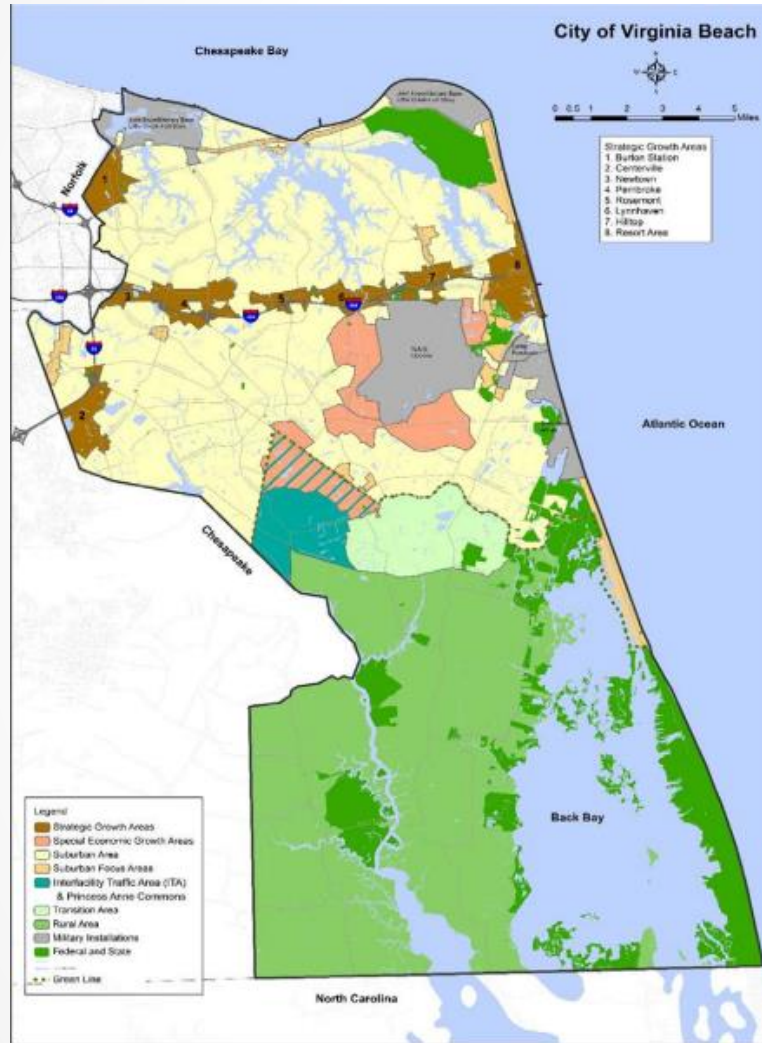 City of Virginia Beach
Chesapeake Bay
N
W
E
S
0 0.5 1 2 3 4 5
Miles
Strategic Growth Areas
1. Burton Station
2. Centerville
3. Newtown
4. Pembroke
5. Rosemont
6. Lynnhaven
7. Hilltop
8. Resort Area
Norfolk
1
7
8
3
4
5
6
NAS
Oceana
2
Atlantic Ocean
Chesapeake
Back Bay
Legend
Strategic Growth Areas
Special Economic Growth Areas
Suburban Area
Suburban Focus Areas
Interfacility Traffic Area (ITA)
& Princess Anne Commons
Transition Area
Rural Area
Military Installations
Federal and State
Green Line
North Carolina